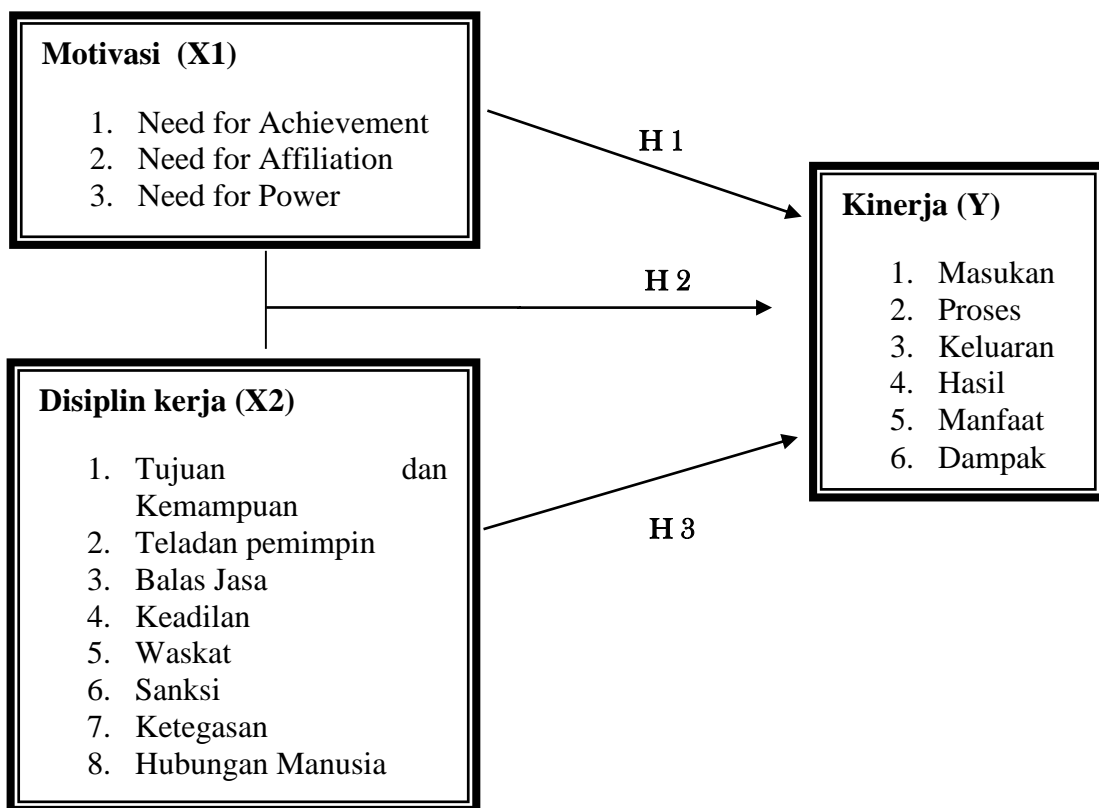 Motivasi (X1)
1. Need for Achievement
2. Need for Affiliation
3. Need for Power
H 1
Kinerja (Y)
1. Masukan
2. Proses
3. Keluaran
4. Hasil
5. Manfaat
6. Dampak
H 2
Disiplin kerja (X2)
1. Tujuan dan
Kemampuan
2. Teladan pemimpin
3. Balas Jasa
4. Keadilan
5. Waskat
6. Sanksi
7. Ketegasan
8. Hubungan Manusia
H 3